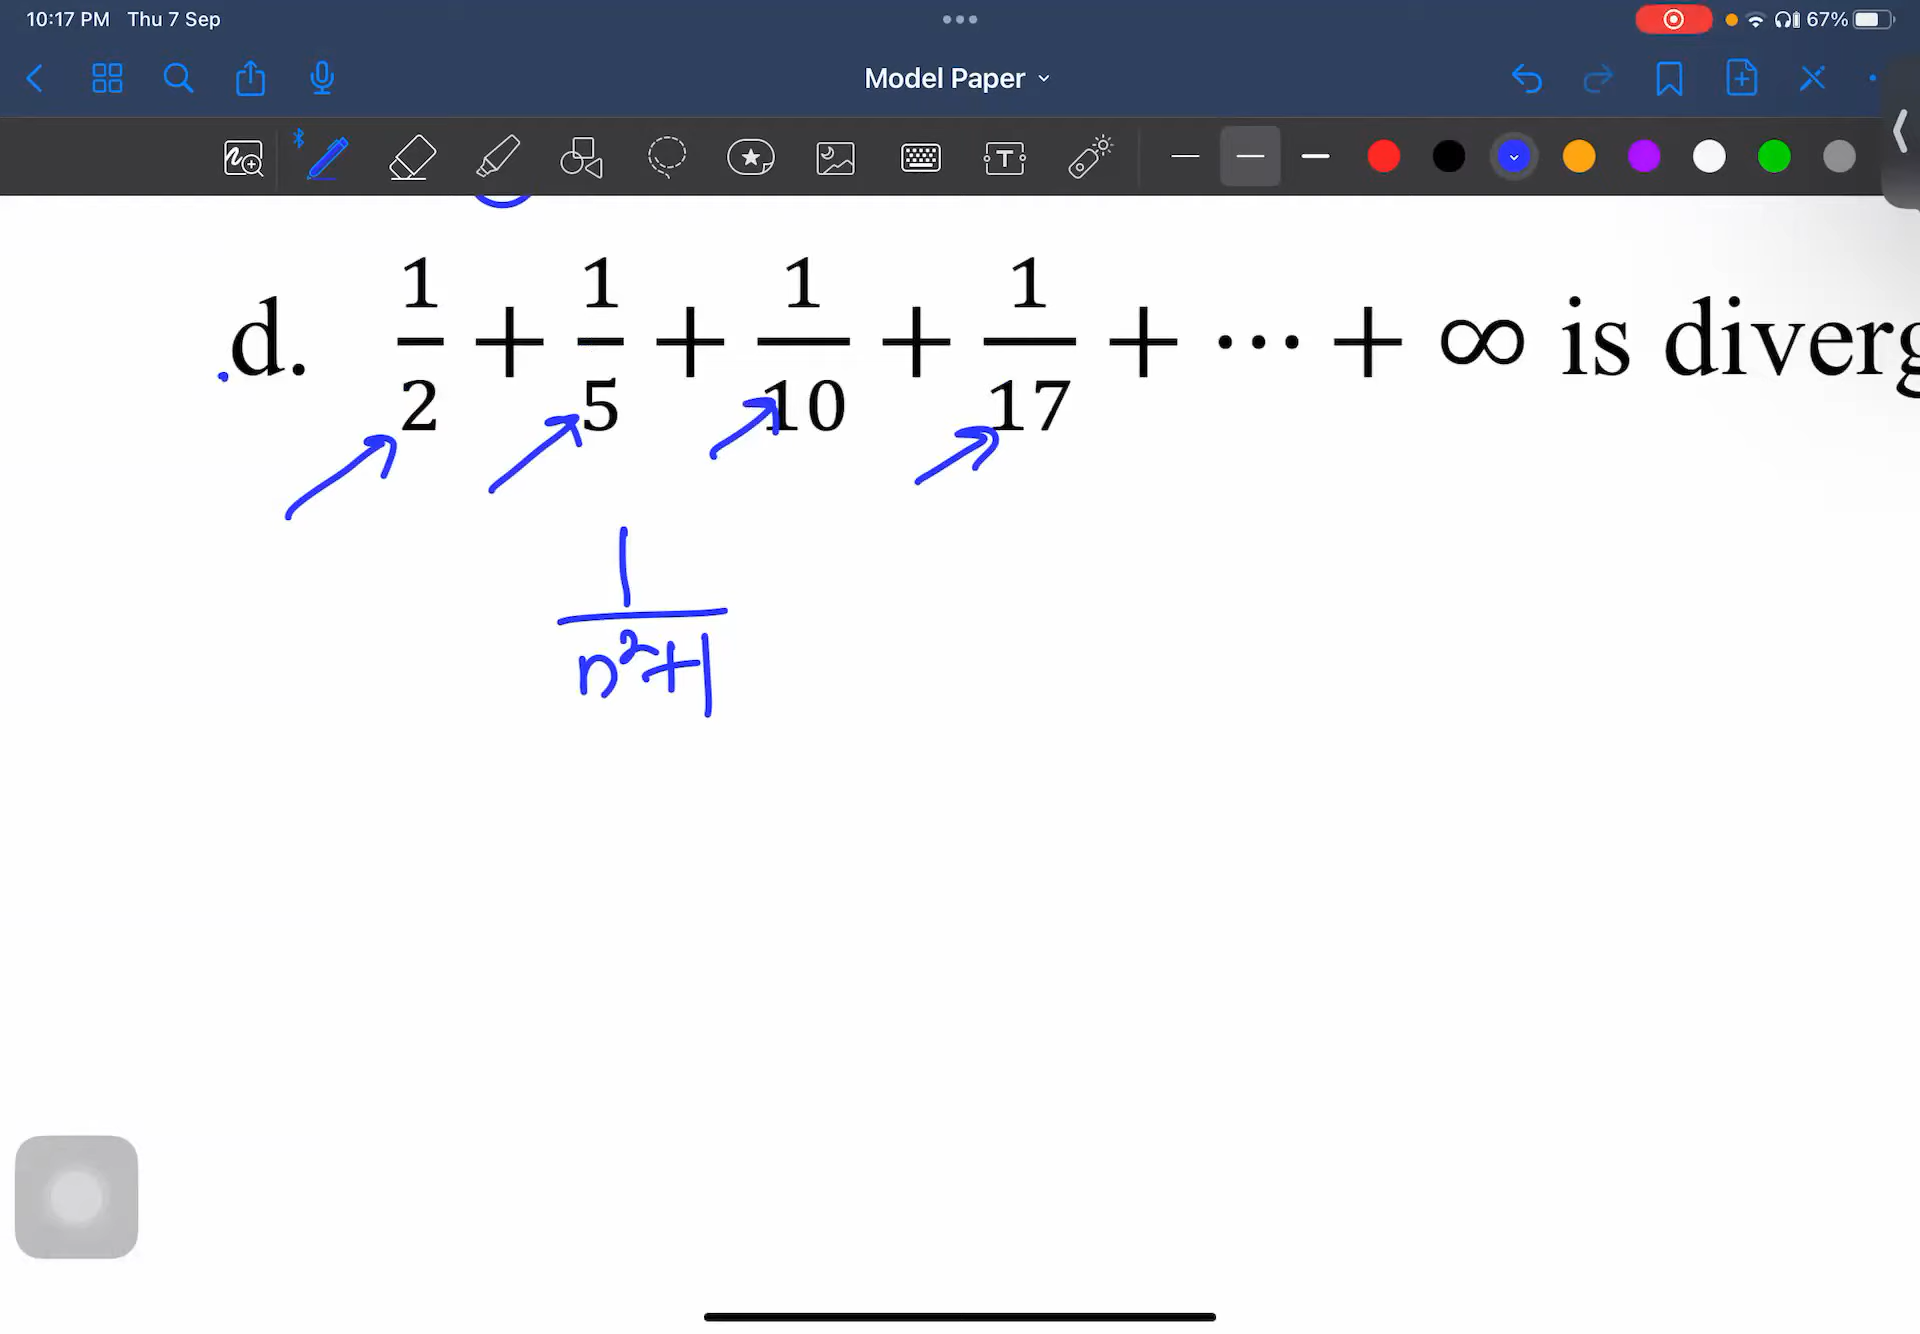 10:17 PM Thu 7 Sep 67%
Model Paper
T
d. 1/2 + 1/5 + 1/10 + 1/17 + ··· + ∞ is diverg
1/(n²+1)